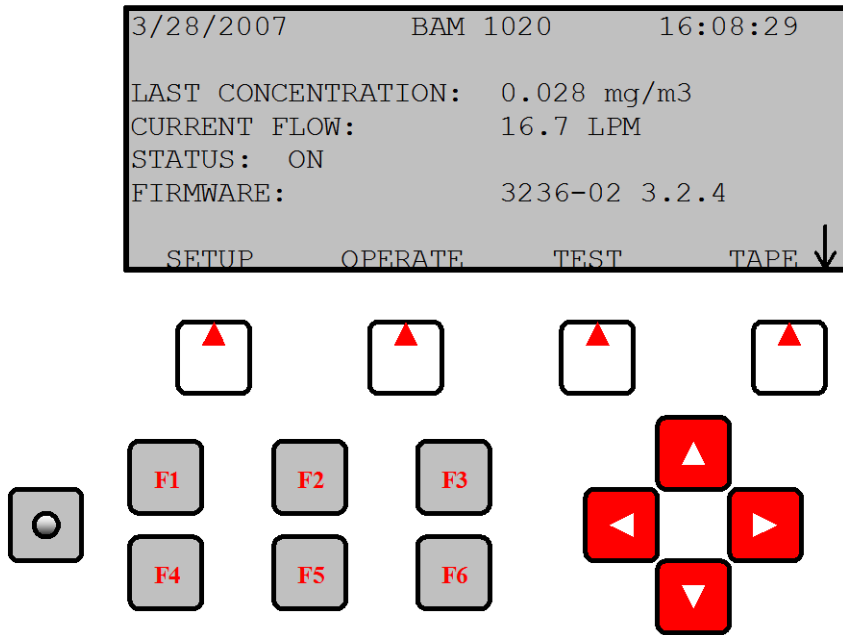 3/28/2007 BAM 1020 16:08:29
LAST CONCENTRATION: 0.028 mg/m3
CURRENT FLOW: 16.7 LPM
STATUS: ON
FIRMWARE: 3236-02 3.2.4
SETUP OPERATE TEST TAPE
F1 F2 F3
F4 F5 F6